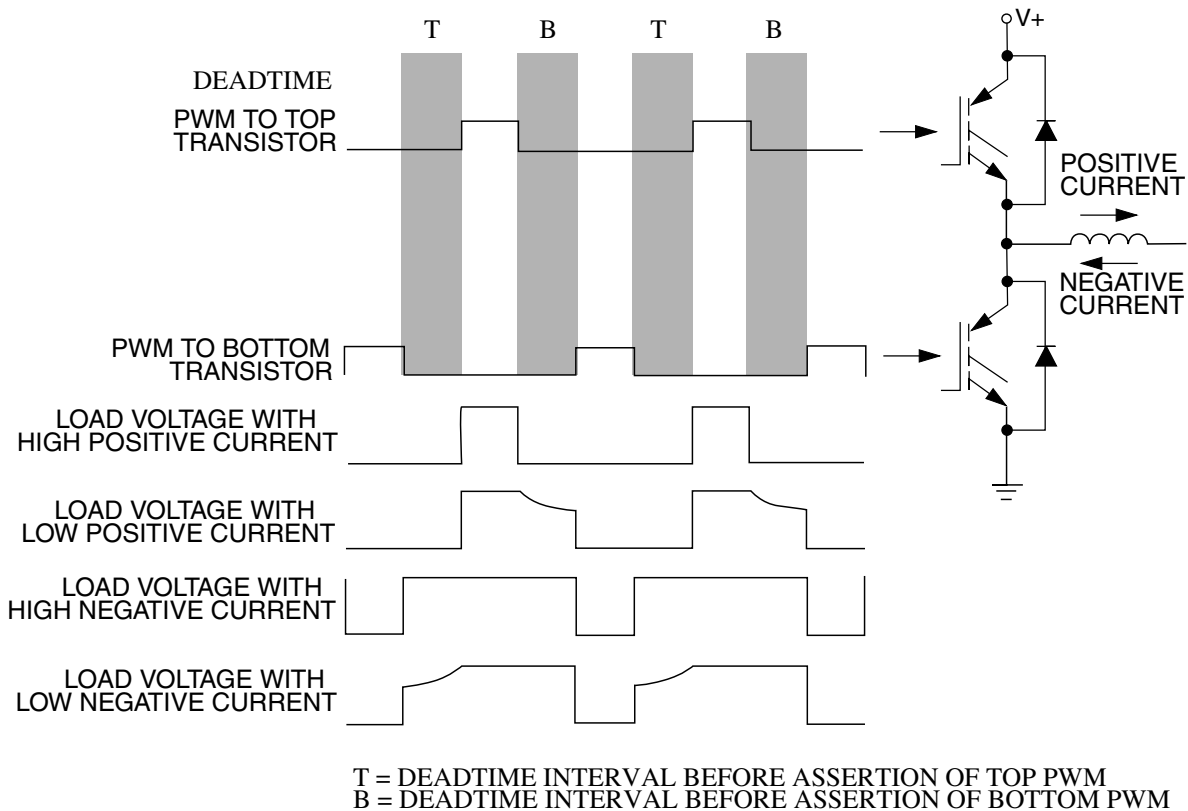 T B T B
V+
DEADTIME
PWM TO TOP
TRANSISTOR
POSITIVE
CURRENT
NEGATIVE
CURRENT
PWM TO BOTTOM
TRANSISTOR
LOAD VOLTAGE WITH
HIGH POSITIVE CURRENT
LOAD VOLTAGE WITH
LOW POSITIVE CURRENT
LOAD VOLTAGE WITH
HIGH NEGATIVE CURRENT
LOAD VOLTAGE WITH
LOW NEGATIVE CURRENT
T = DEADTIME INTERVAL BEFORE ASSERTION OF TOP PWM
B = DEADTIME INTERVAL BEFORE ASSERTION OF BOTTOM PWM